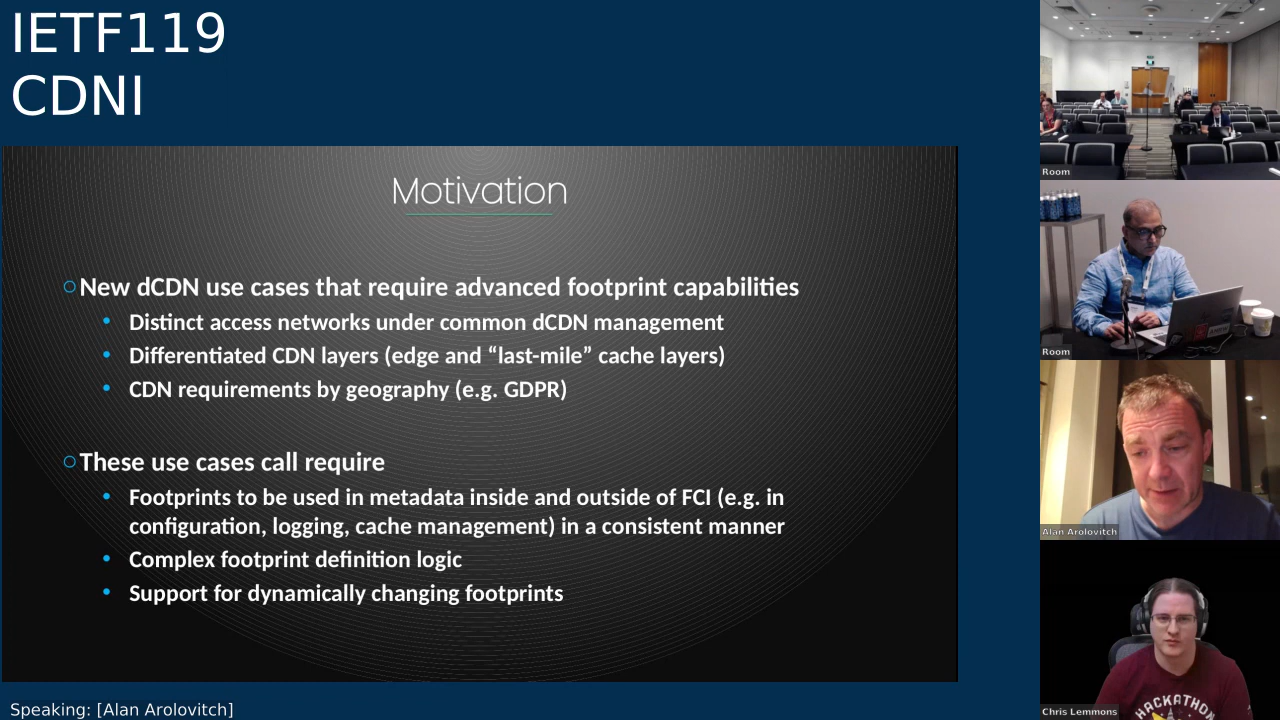 IETF119
CDNI
Motivation
New dCDN use cases that require advanced footprint capabilities
Distinct access networks under common dCDN management
Differentiated CDN layers (edge and “last-mile” cache layers)
CDN requirements by geography (e.g. GDPR)
These use cases call require
Footprints to be used in metadata inside and outside of FCI (e.g. in
configuration, logging, cache management) in a consistent manner
Complex footprint definition logic
Support for dynamically changing footprints
Speaking: [Alan Arolovitch]
Room
Room
Alan Arolovitch
HACKATHON
Chris Lemmons